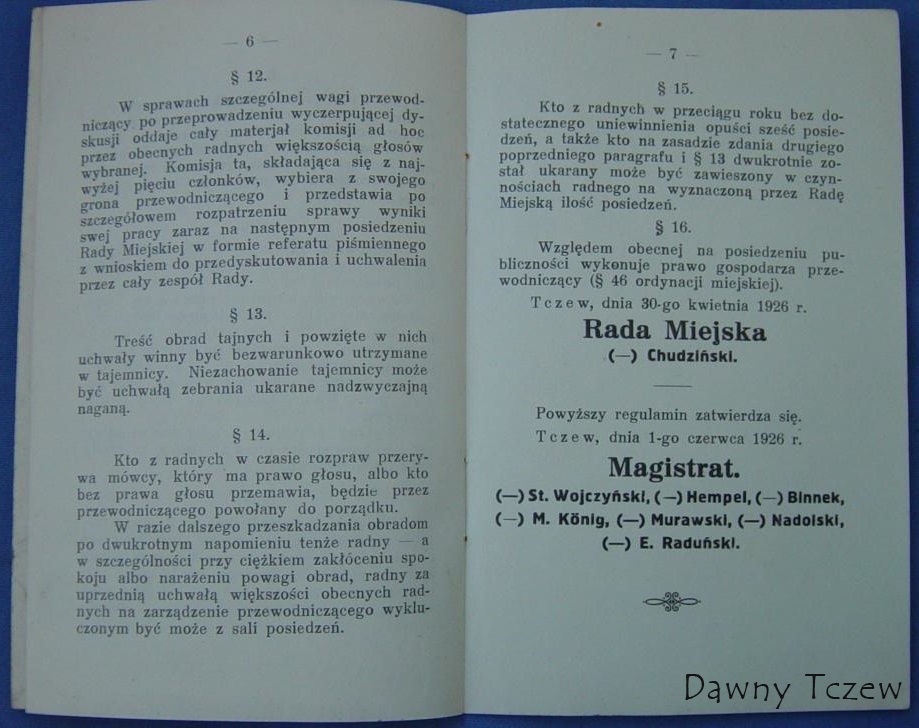 — 6 —
§ 12.
W sprawach szczególnej wagi przewod-
niczący po przeprowadzeniu wyczerpującej dy-
skusji oddaje cały materjał komisji ad hoc
przez obecnych radnych większością głosów
wybranej. Komisja ta, składająca się z naj-
wyżej pięciu członków, wybiera z swojego
grona przewodniczącego i przedstawia po
szczegółowem rozpatrzeniu sprawy wyniki
swej pracy zaraz na następnym posiedzeniu
Rady Miejskiej w formie referatu piśmiennego
z wnioskiem do przedyskutowania i uchwalenia
przez cały zespół Rady.
§ 13.
Treść obrad tajnych i powzięte w nich
uchwały winny być bezwarunkowo utrzymane
w tajemnicy. Niezachowanie tajemnicy może
być uchwałą zebrania ukarane nadzwyczajną
naganą.
§ 14.
Kto z radnych w czasie rozpraw przery-
wa mówcy, który ma prawo głosu, albo kto
bez prawa głosu przemawia, będzie przez
przewodniczącego powołany do porządku.
W razie dalszego przeszkadzania obradom
po dwukrotnym napomieniu tenże radny — a
w szczególności przy ciężkiem zakłóceniu spo-
koju albo narażeniu powagi obrad, radny za
uprzednią uchwałą większości obecnych rad-
nych na zarządzenie przewodniczącego wyklu-
czonym być może z sali posiedzeń.
— 7 —
§ 15.
Kto z radnych w przeciągu roku bez do-
statecznego uniewinnienia opuści sześć posie-
dzeń, a także kto na zasadzie zdania drugiego
poprzedniego paragrafu i § 13 dwukrotnie zo-
stał ukarany może być zawieszony w czyn-
nościach radnego na wyznaczoną przez Radę
Miejską ilość posiedzeń.
§ 16.
Względem obecnej na posiedzeniu pu-
bliczności wykonuje prawo gospodarza prze-
wodniczący (§ 46 ordynacji miejskiej).
Tczew, dnia 30-go kwietnia 1926 r.
Rada Miejska
(—) Chudziński.
Powyższy regulamin zatwierdza się.
Tczew, dnia 1-go czerwca 1926 r.
Magistrat.
(—) St. Wojczyński, (—) Hempel, (—) Binnek,
(—) M. König, (—) Murawski, (—) Nadolski,
(—) E. Raduński.
Dawny Tczew